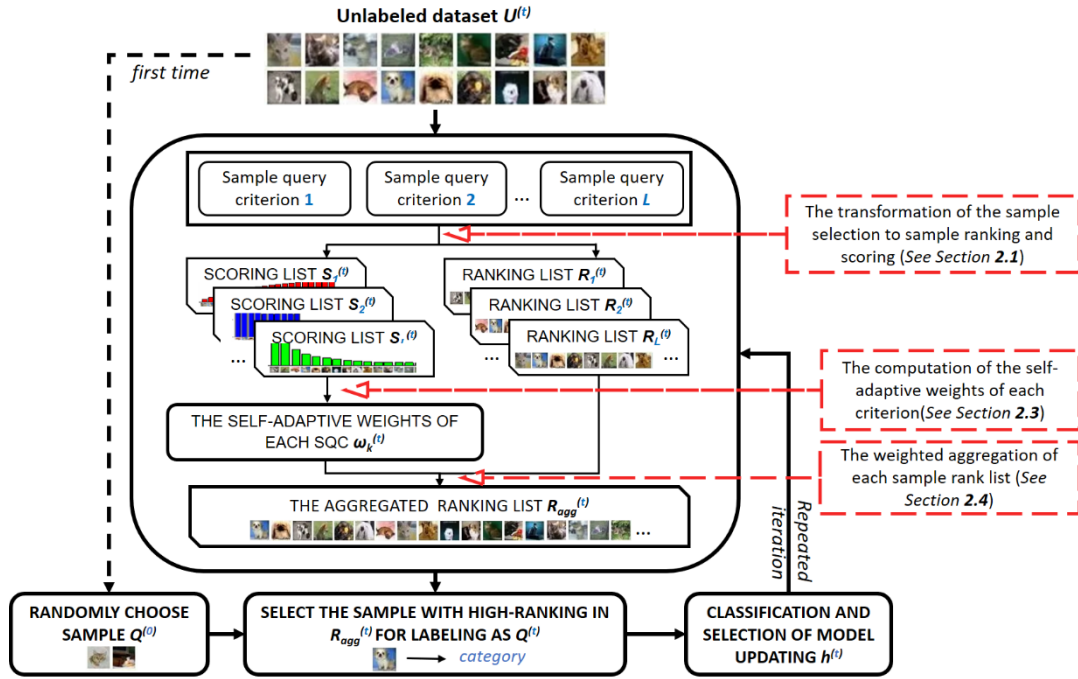 Unlabeled dataset U(t)
first time
Sample query
criterion 1
Sample query
criterion 2
...
Sample query
criterion L
The transformation of the sample
selection to sample ranking and
scoring (See Section 2.1)
SCORING LIST S1(t)
SCORING LIST S2(t)
...
SCORING LIST S(t)
RANKING LIST R1(t)
RANKING LIST R2(t)
...
RANKING LIST RL(t)
...
The computation of the self-
adaptive weights of each
criterion(See Section 2.3)
THE SELF-ADAPTIVE WEIGHTS OF
EACH SQC ωk(t)
The weighted aggregation of
each sample rank list (See
Section 2.4)
THE AGGREGATED RANKING LIST Ragg(t)
...
Repeated
iteration
RANDOMLY CHOOSE
SAMPLE Q(0)
SELECT THE SAMPLE WITH HIGH-RANKING IN
Ragg(t) FOR LABELING AS Q(t)
category
CLASSIFICATION AND
SELECTION OF MODEL
UPDATING h(t)